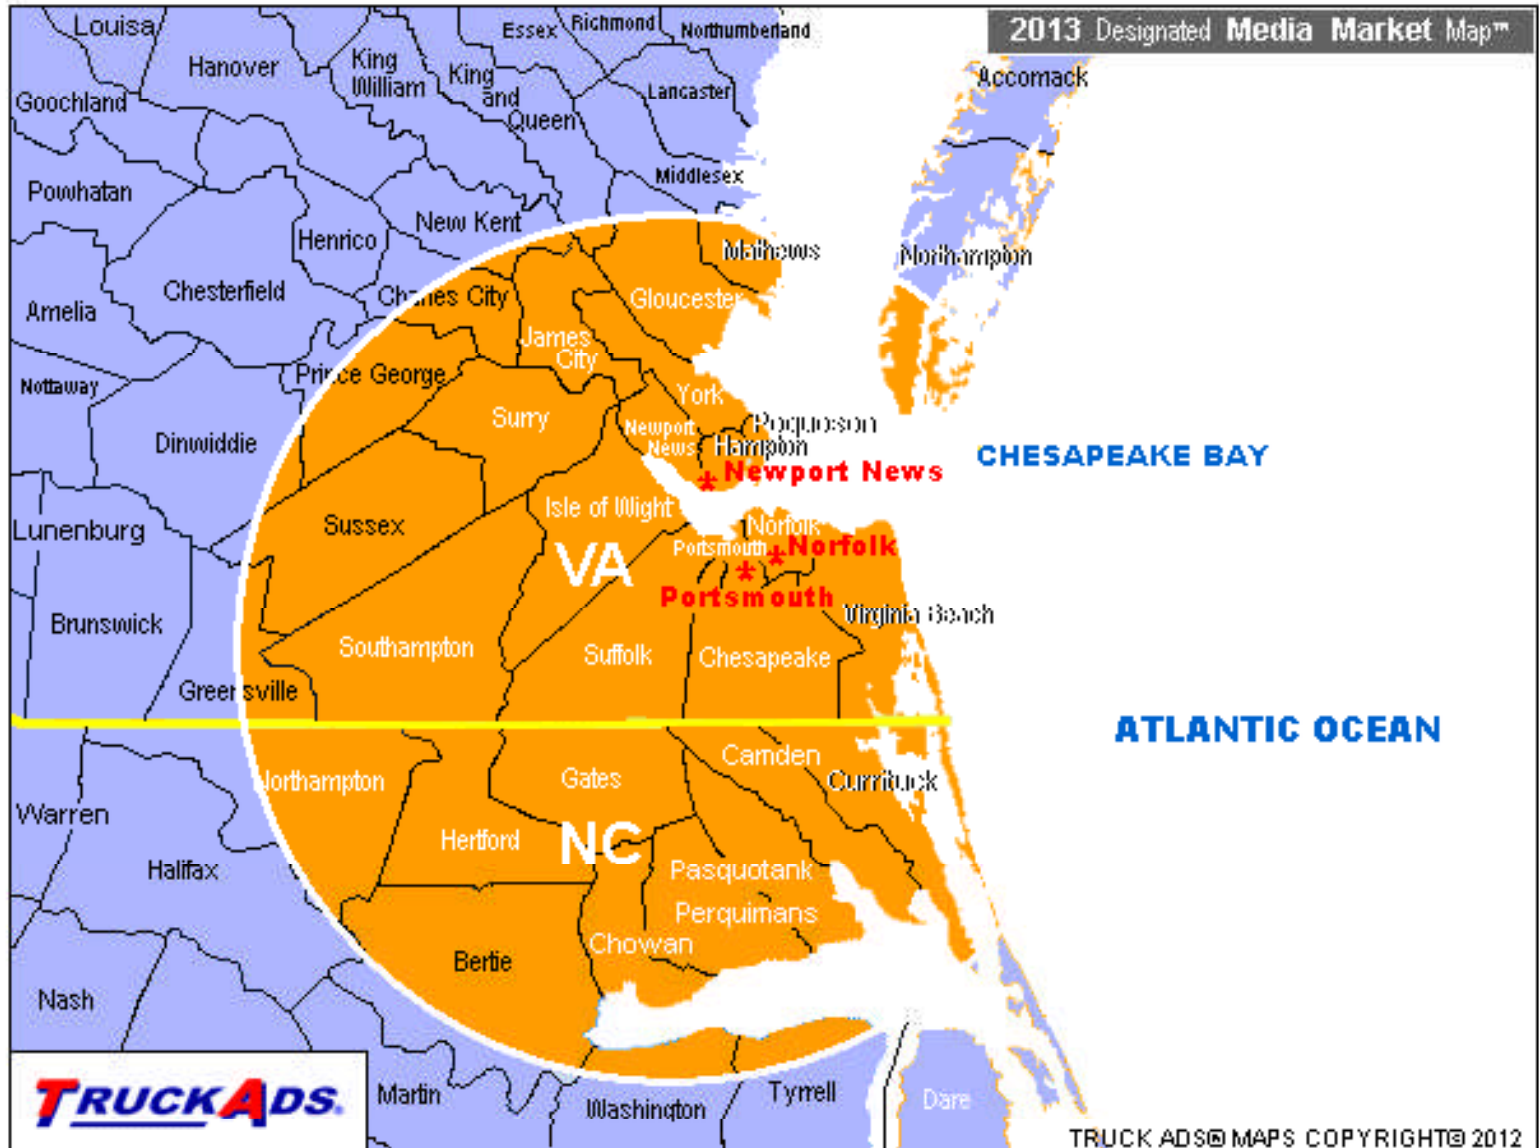 2013 Designated Media Market Map™
Louisa
Hanover
King
William
King
and
Queen
Essex
Richmond
Northumberland
Accomack
Goochland
Lancaster
Powhatan
Middlesex
New Kent
Henrico
Mathews
Northampton
Chesterfield
Charles City
Gloucester
Amelia
James
City
Nottaway
Prince George
York
Surry
Poquoson
Dinwiddie
Newport
News
Hampton
CHESAPEAKE BAY
* Newport News
Isle of Wight
Lunenburg
Sussex
Norfolk
VA
Portsmouth
* Norfolk
*
Portsmouth
Brunswick
Virginia Beach
Southampton
Suffolk
Chesapeake
Greensville
ATLANTIC OCEAN
Northampton
Gates
Camden
Currituck
Warren
Hertford
NC
Halifax
Pasquotank
Perquimans
Chowan
Bertie
Nash
TRUCKADS.
Martin
Washington
Tyrrell
Dare
TRUCK ADS® MAPS COPYRIGHT© 2012